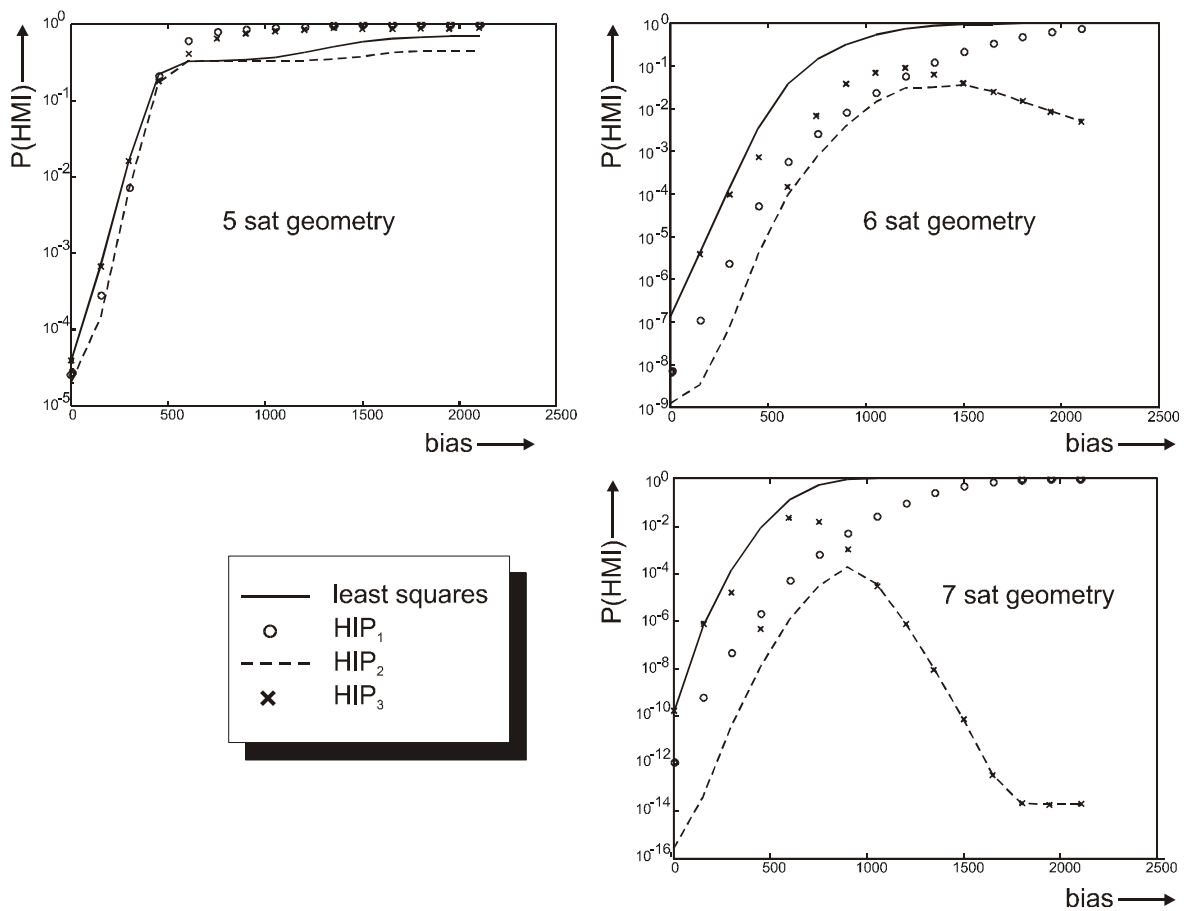 10^0
10^-1
10^-2
10^-3
10^-4
10^-5
P(HMI)
5 sat geometry
0 500 1000 1500 2000 2500
bias
10^0
10^-1
10^-2
10^-3
10^-4
10^-5
10^-6
10^-7
10^-8
10^-9
P(HMI)
6 sat geometry
0 500 1000 1500 2000 2500
bias
least squares
HIP₁
HIP₂
HIP₃
10^0
10^-2
10^-4
10^-6
10^-8
10^-10
10^-12
10^-14
10^-16
P(HMI)
7 sat geometry
0 500 1000 1500 2000 2500
bias